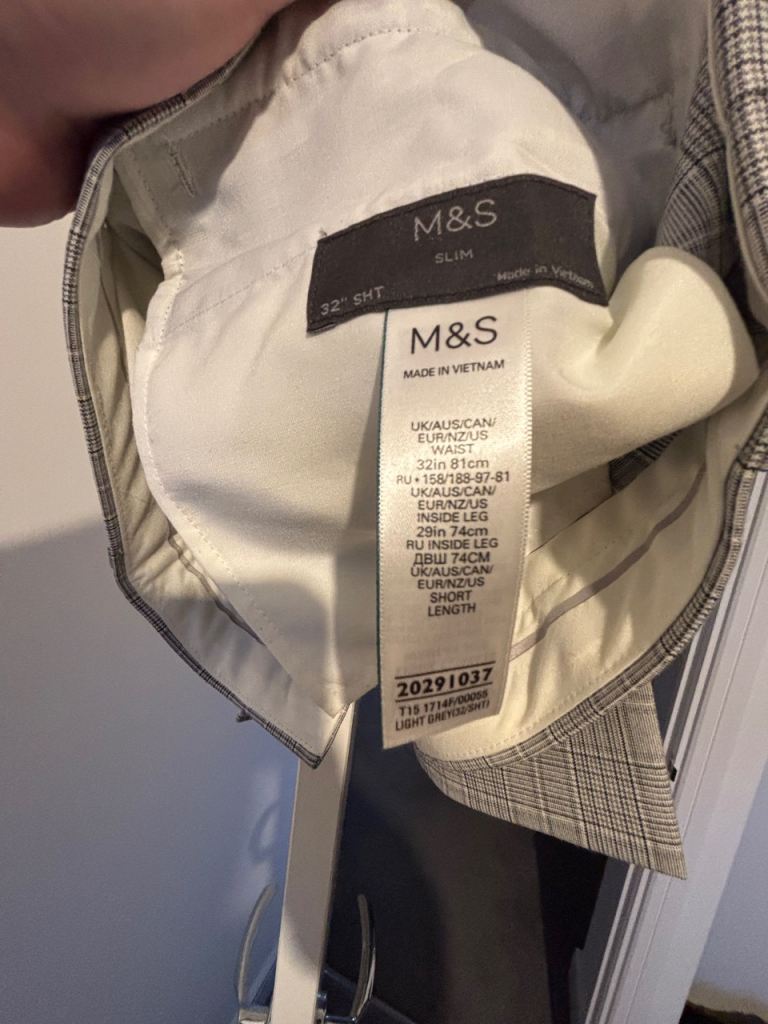 M&S
SLIM
32" SHT
Made in Vietnam
M&S
MADE IN VIETNAM
UK/AUS/CAN/
EUR/NZ/US
WAIST
32in 81cm
RU • 158/188-97-81
UK/AUS/CAN/
EUR/NZ/US
INSIDE LEG
29in 74cm
RU INSIDE LEG
ДВШ 74CM
UK/AUS/CAN/
EUR/NZ/US
SHORT
LENGTH
20291037
T15 1714F/00055
LIGHT GREY(32/SHT)